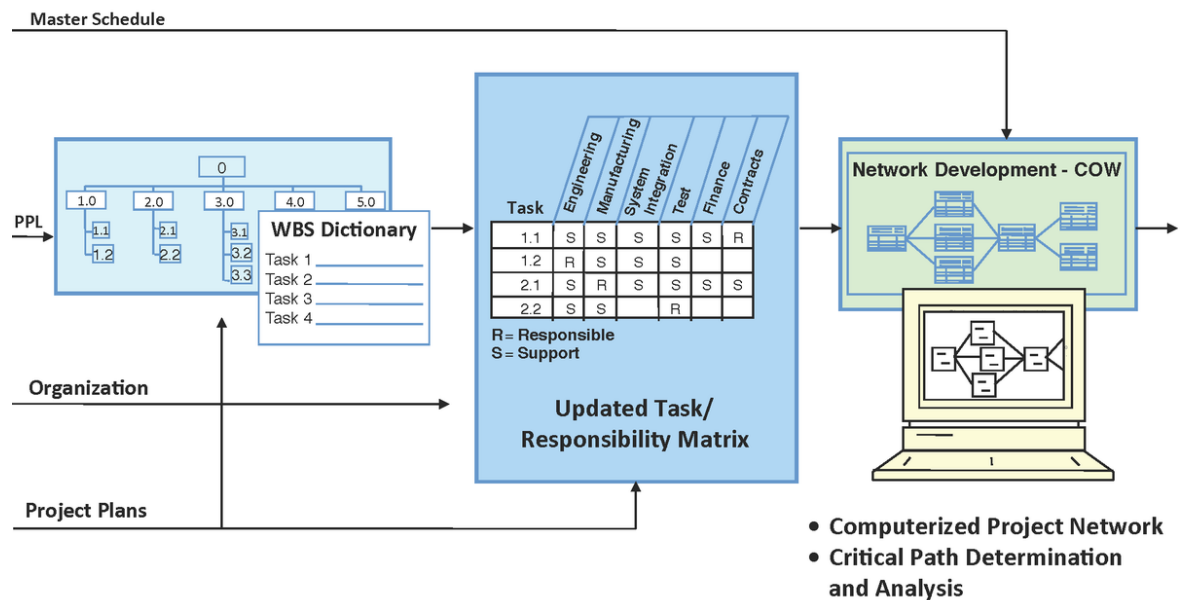 Master Schedule
PPL
0
1.0 2.0 3.0 4.0 5.0
1.1 2.1 3.1
1.2 2.2 3.2
3.3
WBS Dictionary
Task 1
Task 2
Task 3
Task 4
Organization
Project Plans
Task Engineering Manufacturing System Integration Test Finance Contracts
1.1 S S S S S R
1.2 R S S S
2.1 S R S S S S
2.2 S S R
R= Responsible
S= Support
Updated Task/
Responsibility Matrix
Network Development - COW
• Computerized Project Network
• Critical Path Determination
and Analysis